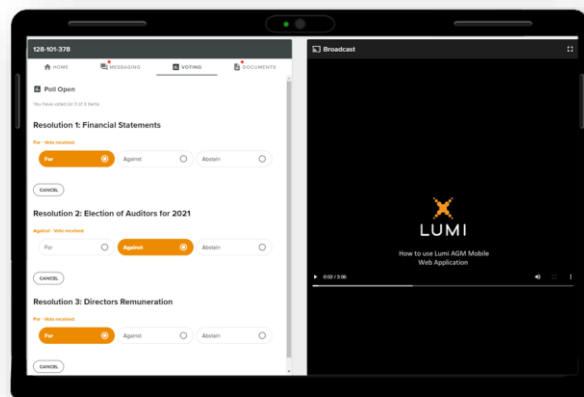 128-101-378
HOME
MESSAGING
VOTING
DOCUMENTS
Poll Open
You have voted on 3 of 3 items
Resolution 1: Financial Statements
For - Vote received
For
Against
Abstain
CANCEL
Resolution 2: Election of Auditors for 2021
Against - Vote received
For
Against
Abstain
CANCEL
Resolution 3: Directors Remuneration
For - Vote received
For
Against
Abstain
CANCEL
Broadcast
LUMI
How to use Lumi AGM Mobile
Web Application
0:02 / 3:06